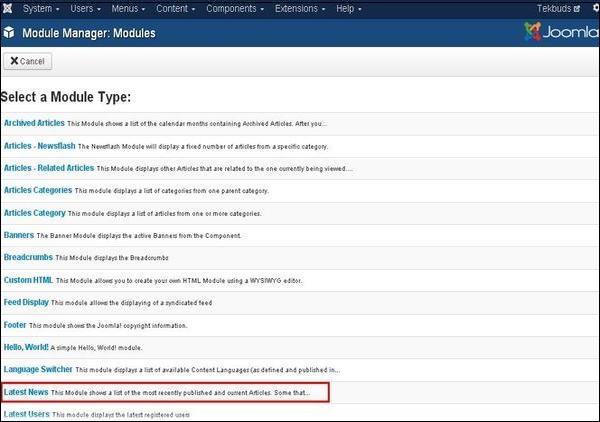 System Users Menus Content Components Extensions Help Tekbuds
Module Manager: Modules Joomla
Cancel
Select a Module Type:
Archived Articles This Module shows a list of the calendar months containing Archived Articles. After you...
Articles - Newsflash The Newsflash Module will display a fixed number of articles from a specific category.
Articles - Related Articles This Module displays other Articles that are related to the one currently being viewed....
Articles Categories This module displays a list of categories from one parent category.
Articles Category This module displays a list of articles from one or more categories.
Banners The Banner Module displays the active Banners from the Component.
Breadcrumbs This Module displays the Breadcrumbs
Custom HTML This Module allows you to create your own HTML Module using a WYSIWYG editor.
Feed Display This module allows the displaying of a syndicated feed
Footer This module shows the Joomla! copyright information.
Hello, World! A simple Hello, World! module.
Language Switcher This module displays a list of available Content Languages (as defined and published in...
Latest News This Module shows a list of the most recently published and current Articles. Some that...
Latest Users This module displays the latest registered users